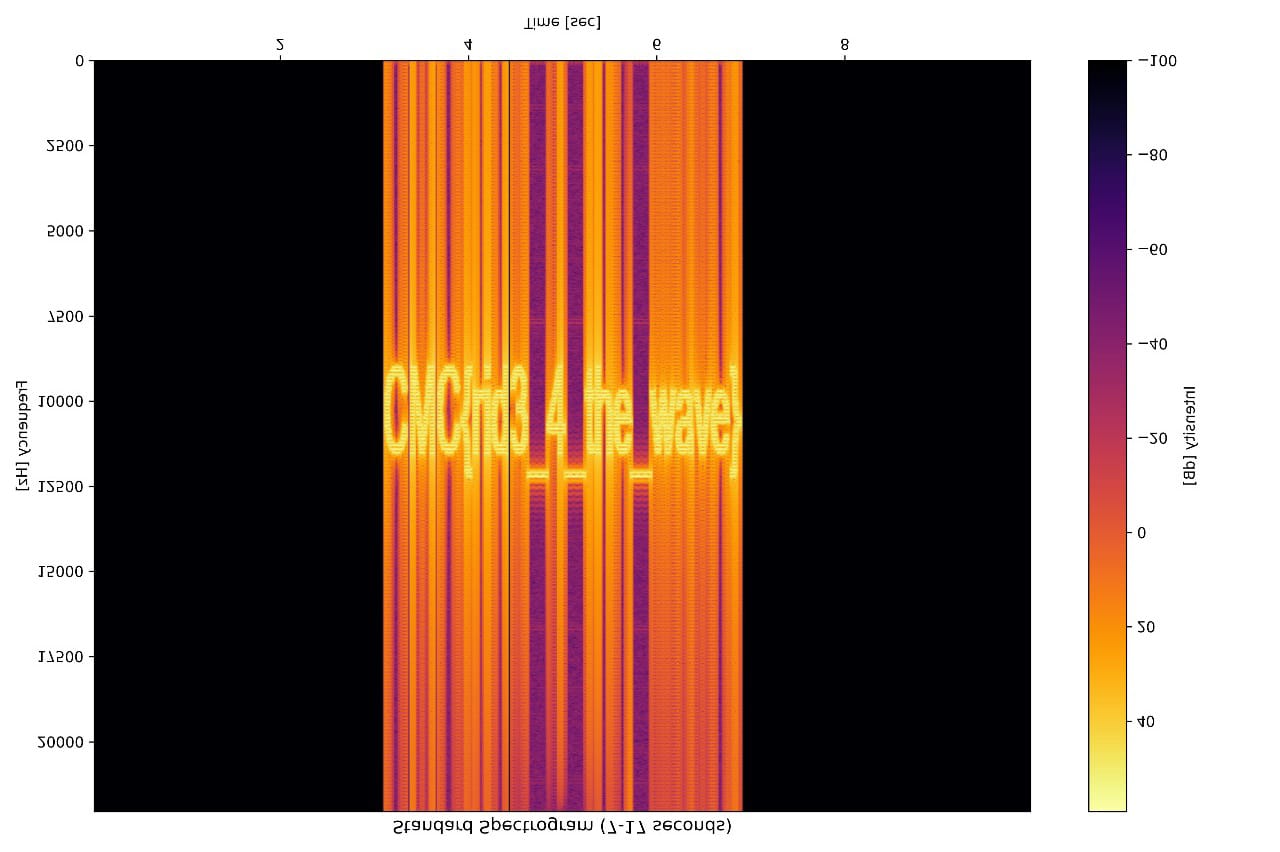 Time [sec]
2 4 6 8
0
2500
5000
7500
10000
12500
15000
17500
20000
Frequency [Hz]
CMC{rid3_4_the_wave}
−100
−80
−60
−40
−20
0
20
40
Intensity [dB]
Standard Spectrogram (7-17 seconds)